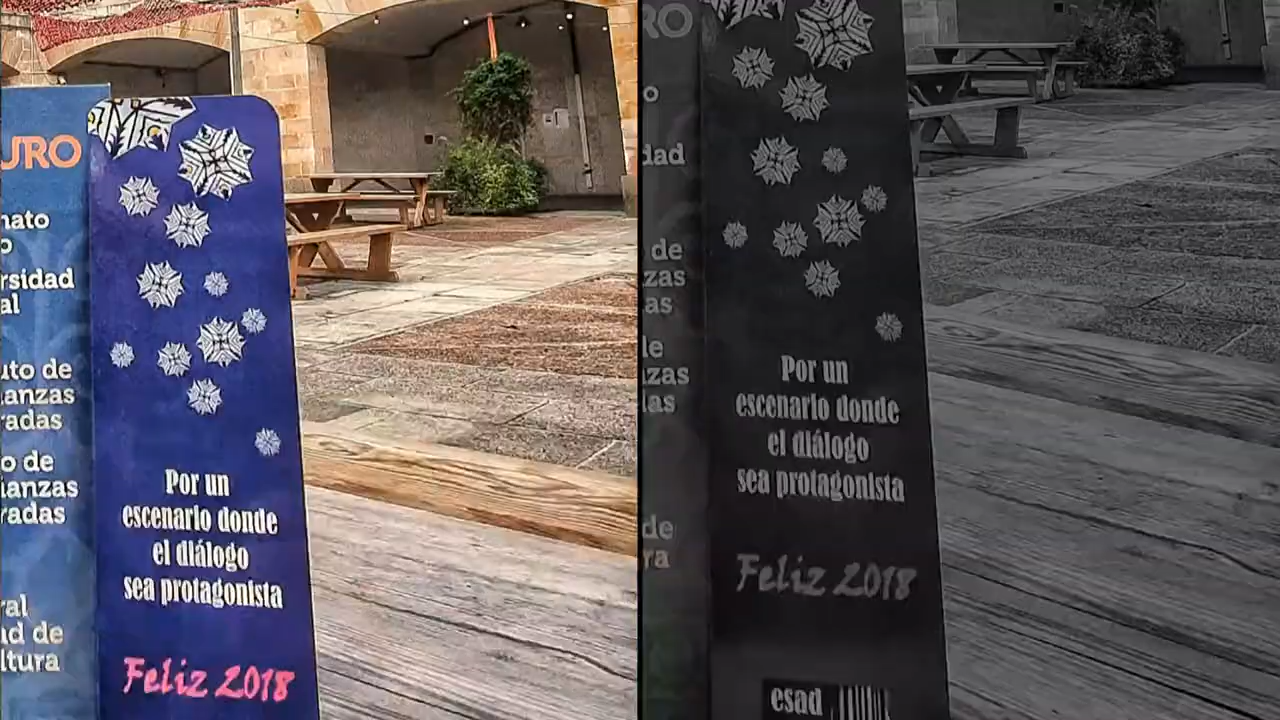 URO
nato
o
rsidad
al
uto de
anzas
radas
o de
ianzas
radas
ral
ad de
ltura
Por un
escenario donde
el diálogo
sea protagonista
Feliz 2018
RO
o
dad
de
zas
as
le
zas
as
de
ra
Por un
escenario donde
el diálogo
sea protagonista
Feliz 2018
esad